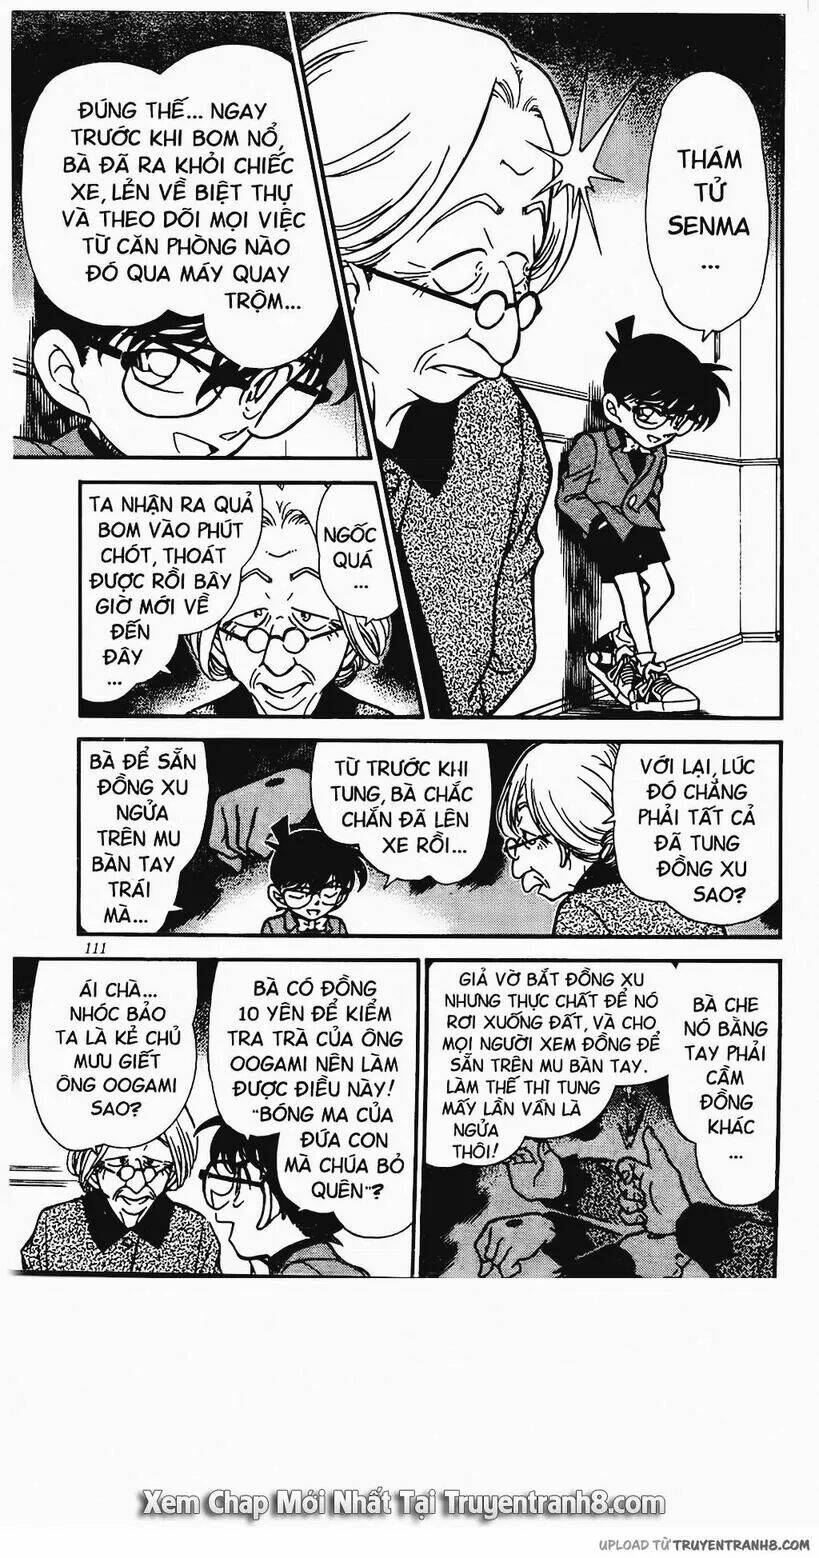 THÁM
TỬ
SENMA
...
ĐÚNG THẾ... NGAY
TRƯỚC KHI BOM NỔ,
BÀ ĐÃ RA KHỎI CHIẾC
XE, LẺN VỀ BIỆT THỰ
VÀ THEO DÕI MỌI VIỆC
TỪ CĂN PHÒNG NÀO
ĐÓ QUA MÁY QUAY
TRỘM...
NGỐC
QUÁ
...
TA NHẬN RA QUẢ
BOM VÀO PHÚT
CHÓT, THOÁT
ĐƯỢC RỒI BÂY
GIỜ MỚI VỀ
ĐẾN
ĐÂY
...
VỚI LẠI, LÚC
ĐÓ CHẲNG
PHẢI TẤT CẢ
ĐÃ TUNG
ĐỒNG XU
SAO?
TỪ TRƯỚC KHI
TUNG, BÀ CHẮC
CHẮN ĐÃ LÊN
XE RỒI...
BÀ ĐỂ SẴN
ĐỒNG XU
NGỬA
TRÊN MU
BÀN TAY
TRÁI
MÀ...
111
BÀ CHE
NÓ BẰNG
TAY PHẢI
CẦM
ĐỒNG
KHÁC
...
GIẢ VỜ BẮT ĐỒNG XU
NHƯNG THỰC CHẤT ĐỂ NÓ
RƠI XUỐNG ĐẤT, VÀ CHO
MỌI NGƯỜI XEM ĐỒNG ĐỂ
SẴN TRÊN MU BÀN TAY.
LÀM THẾ THÌ TUNG
MẤY LẦN VẪN LÀ
NGỬA
THÔI!
BÀ CÓ ĐỒNG
10 YÊN ĐỂ KIỂM
TRA TRÀ CỦA ÔNG
OOGAMI NÊN LÀM
ĐƯỢC ĐIỀU NÀY!
"BÓNG MA CỦA
ĐỨA CON
MÀ CHÚA BỎ
QUÊN"?
ÁI CHÀ...
NHÓC BẢO
TA LÀ KẺ CHỦ
MƯU GIẾT
ÔNG OOGAMI
SAO?
Xem Chap Mới Nhất Tại Truyentranh8.com
UPLOAD TỪ TRUYENTRANH8.COM